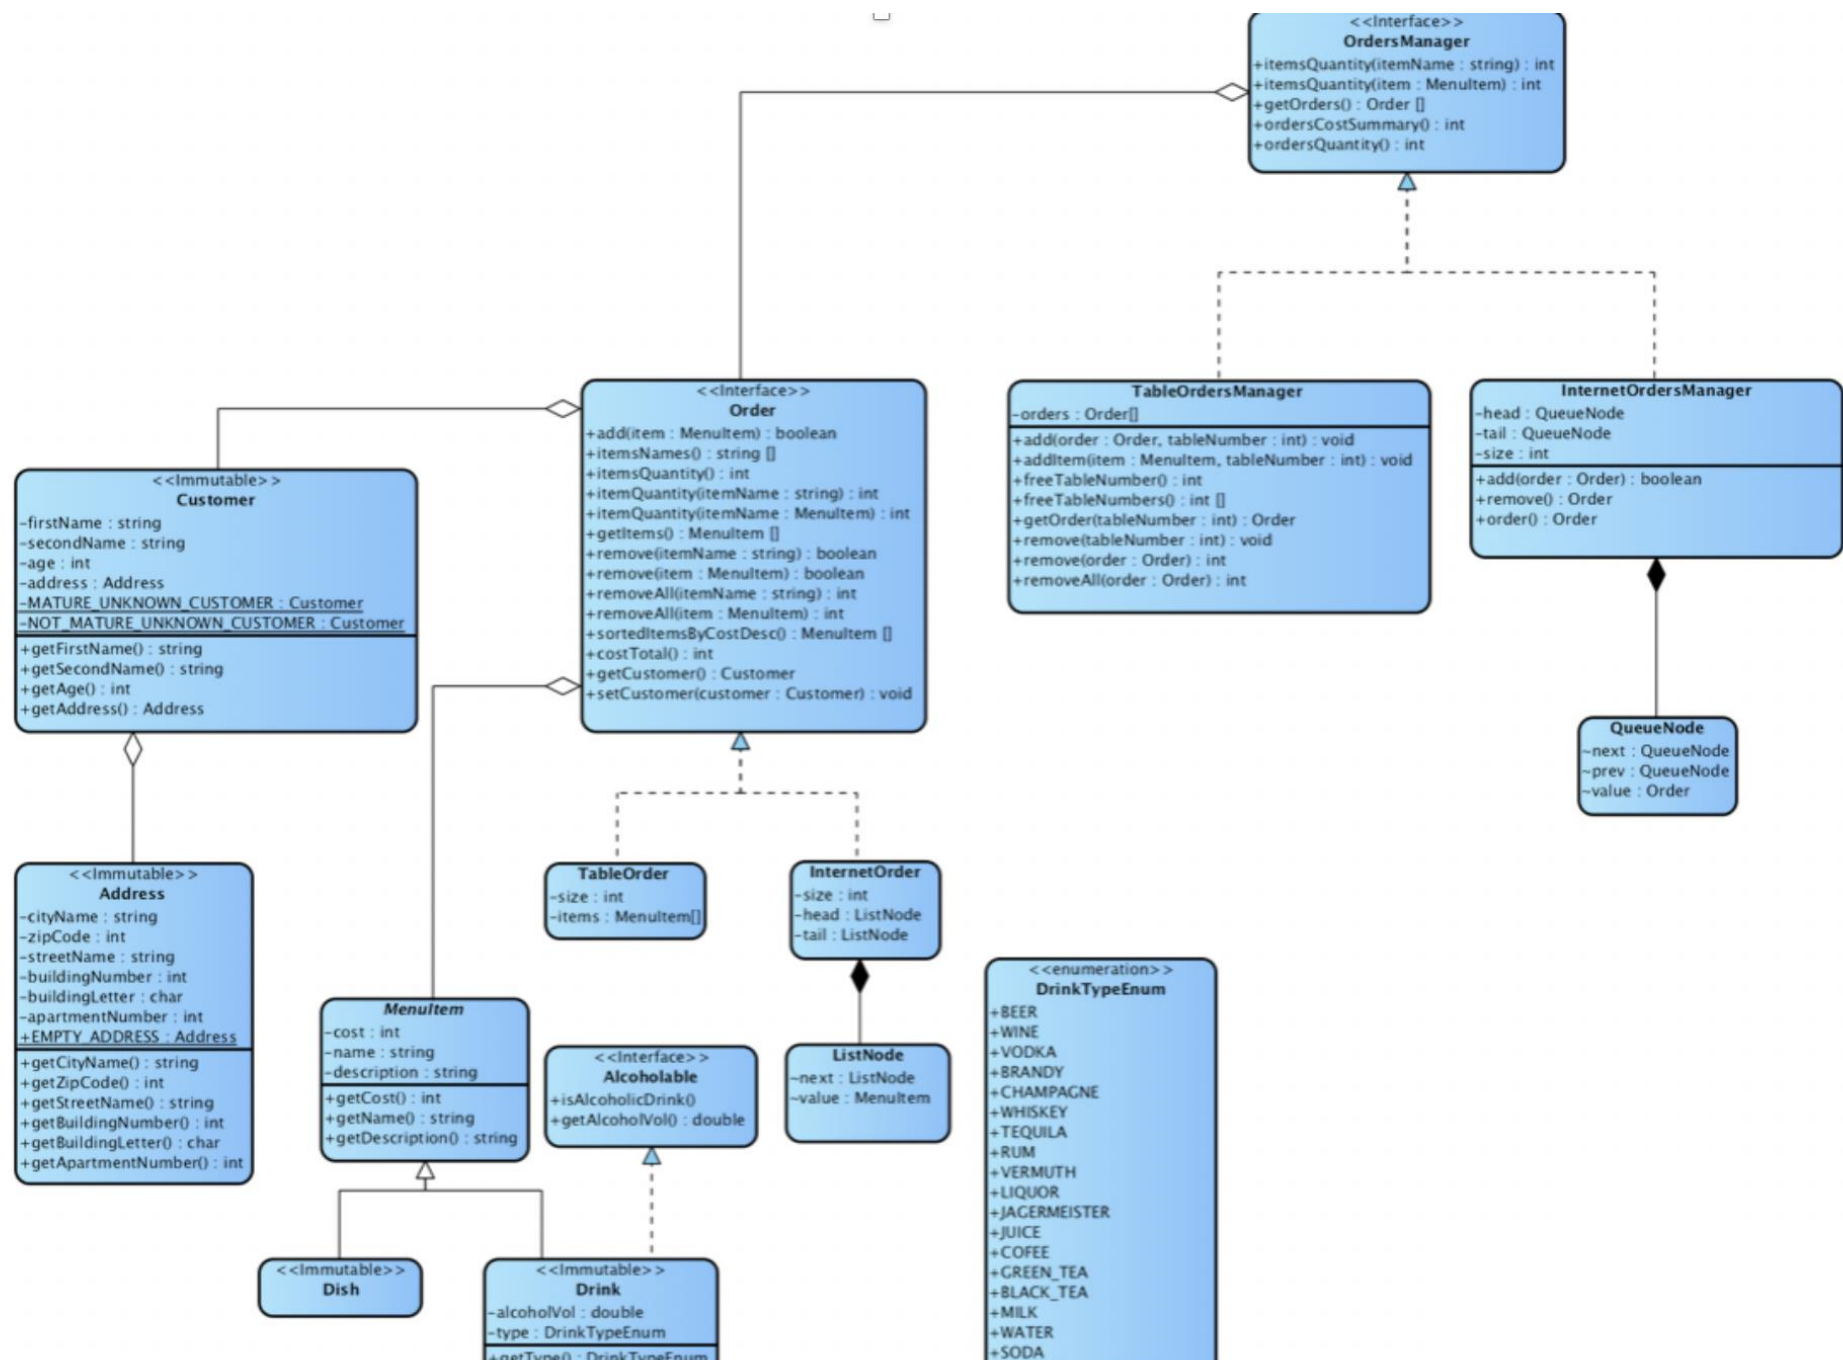 <<Interface>>
OrdersManager
+itemsQuantity(itemName : string) : int
+itemsQuantity(item : MenuItem) : int
+getOrders() : Order []
+ordersCostSummary() : int
+ordersQuantity() : int
<<Interface>>
Order
+add(item : MenuItem) : boolean
+itemsNames() : string []
+itemsQuantity() : int
+itemQuantity(itemName : string) : int
+itemQuantity(itemName : MenuItem) : int
+getItems() : MenuItem []
+remove(itemName : string) : boolean
+remove(item : MenuItem) : boolean
+removeAll(itemName : string) : int
+removeAll(item : MenuItem) : int
+sortedItemsByCostDesc() : MenuItem []
+costTotal() : int
+getCustomer() : Customer
+setCustomer(customer : Customer) : void
TableOrdersManager
-orders : Order[]
+add(order : Order, tableNumber : int) : void
+addItem(item : MenuItem, tableNumber : int) : void
+freeTableNumber() : int
+freeTableNumbers() : int []
+getOrder(tableNumber : int) : Order
+remove(tableNumber : int) : void
+remove(order : Order) : int
+removeAll(order : Order) : int
InternetOrdersManager
-head : QueueNode
-tail : QueueNode
-size : int
+add(order : Order) : boolean
+remove() : Order
+order() : Order
<<Immutable>>
Customer
-firstName : string
-secondName : string
-age : int
-address : Address
-MATURE_UNKNOWN_CUSTOMER : Customer
-NOT_MATURE_UNKNOWN_CUSTOMER : Customer
+getFirstName() : string
+getSecondName() : string
+getAge() : int
+getAddress() : Address
QueueNode
~next : QueueNode
~prev : QueueNode
~value : Order
<<Immutable>>
Address
-cityName : string
-zipCode : int
-streetName : string
-buildingNumber : int
-buildingLetter : char
-apartmentNumber : int
+EMPTY_ADDRESS : Address
+getCityName() : string
+getZipCode() : int
+getStreetName() : string
+getBuildingNumber() : int
+getBuildingLetter() : char
+getApartmentNumber() : int
TableOrder
-size : int
-items : MenuItem[]
InternetOrder
-size : int
-head : ListNode
-tail : ListNode
MenuItem
-cost : int
-name : string
-description : string
+getCost() : int
+getName() : string
+getDescription() : string
<<Interface>>
Alcoholable
+isAlcoholicDrink()
+getAlcoholVol() : double
ListNode
~next : ListNode
~value : MenuItem
<<enumeration>>
DrinkTypeEnum
+BEER
+WINE
+VODKA
+BRANDY
+CHAMPAGNE
+WHISKEY
+TEQUILA
+RUM
+VERMUTH
+LIQUOR
+JAGERMEISTER
+JUICE
+COFEE
+GREEN_TEA
+BLACK_TEA
+MILK
+WATER
+SODA
<<Immutable>>
Dish
<<Immutable>>
Drink
-alcoholVol : double
-type : DrinkTypeEnum
+getType() : DrinkTypeEnum